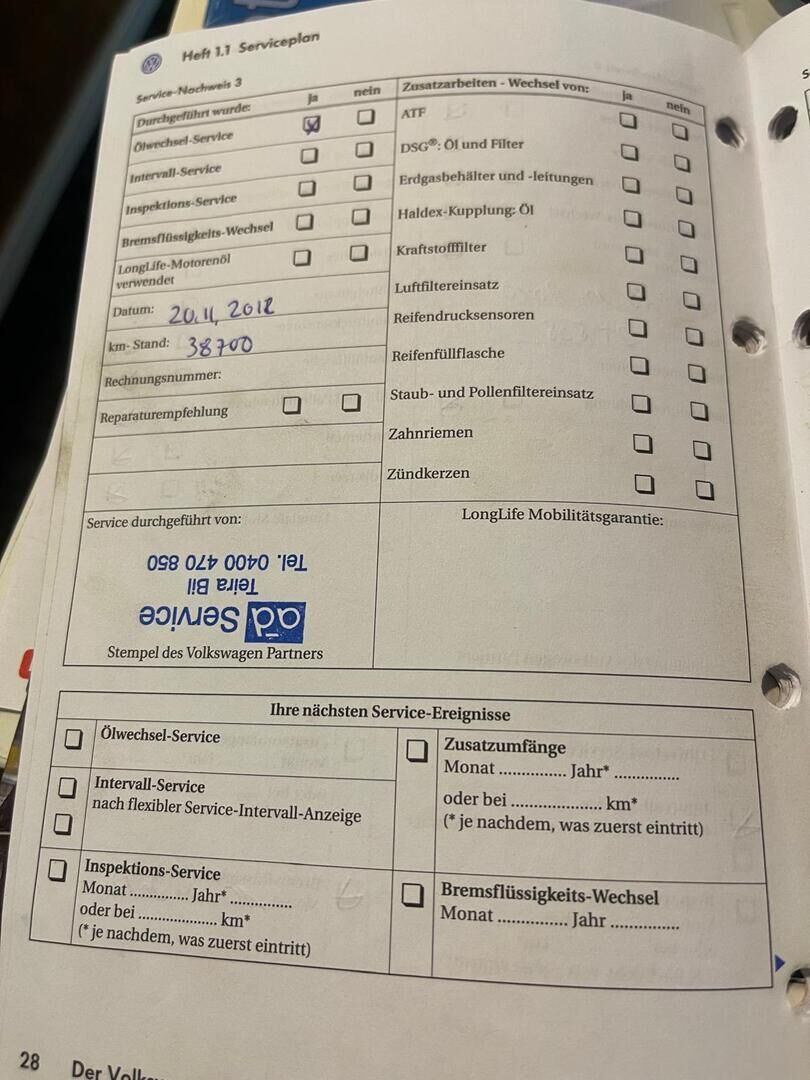 Heft 1.1 Serviceplan
Service-Nachweis 3
Durchgeführt wurde: ja nein
Ölwechsel-Service
Intervall-Service
Inspektions-Service
Bremsflüssigkeits-Wechsel
LongLife-Motorenöl
verwendet
Datum: 20.11.2012
km-Stand: 38700
Rechnungsnummer:
Reparaturempfehlung
Zusatzarbeiten - Wechsel von: ja nein
ATF
DSG®: Öl und Filter
Erdgasbehälter und -leitungen
Haldex-Kupplung: Öl
Kraftstofffilter
Luftfiltereinsatz
Reifendrucksensoren
Reifenfüllflasche
Staub- und Pollenfiltereinsatz
Zahnriemen
Zündkerzen
Service durchgeführt von:
ad Service
Teira Bil
Tel. 0400 470 850
Stempel des Volkswagen Partners
LongLife Mobilitätsgarantie:
Ihre nächsten Service-Ereignisse
Ölwechsel-Service
Intervall-Service
nach flexibler Service-Intervall-Anzeige
Inspektions-Service
Monat .............. Jahr* ...............
oder bei ................... km*
(* je nachdem, was zuerst eintritt)
Zusatzumfänge
Monat ............... Jahr* ...............
oder bei ..................... km*
(* je nachdem, was zuerst eintritt)
Bremsflüssigkeits-Wechsel
Monat ............... Jahr ................
28 Der